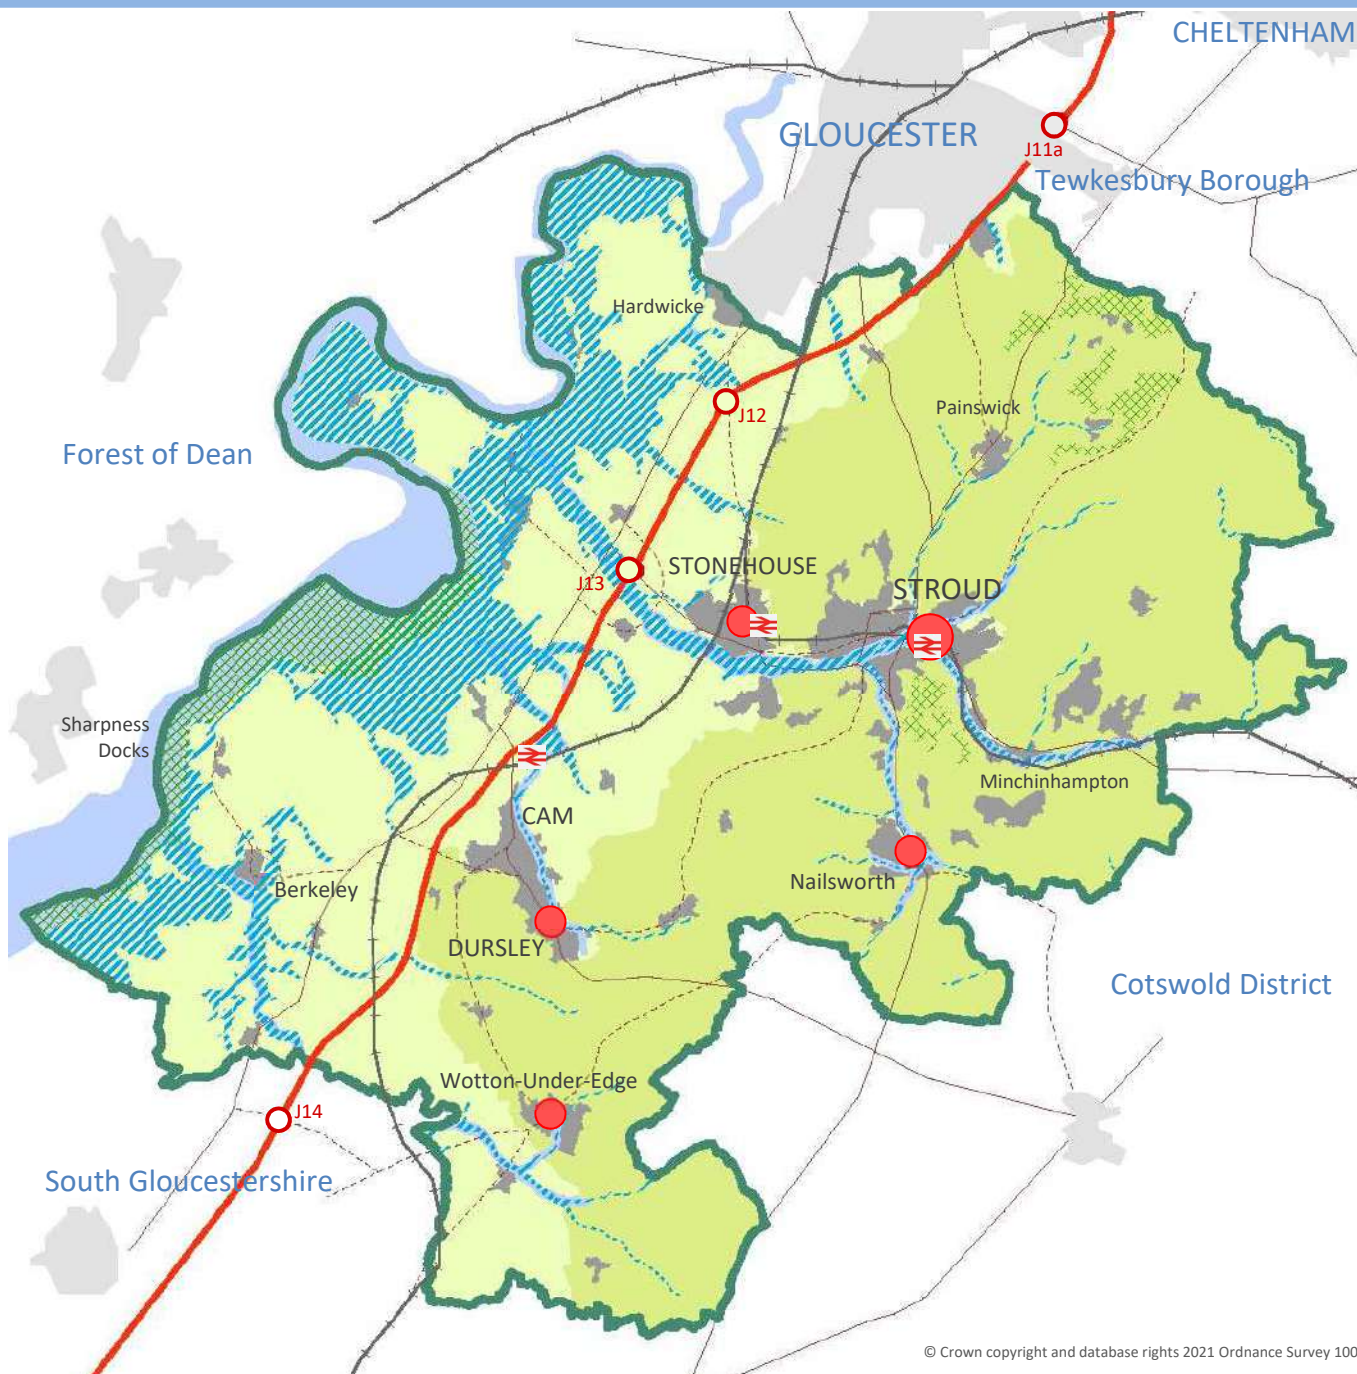 CHELTENHAM
GLOUCESTER
J11a
Tewkesbury Borough
Hardwicke
J12
Painswick
Forest of Dean
STONEHOUSE
J13
STROUD
Sharpness
Docks
Minchinhampton
CAM
Berkeley
Nailsworth
DURSLEY
Cotswold District
Wotton-Under-Edge
J14
South Gloucestershire
© Crown copyright and database rights 2021 Ordnance Survey 100